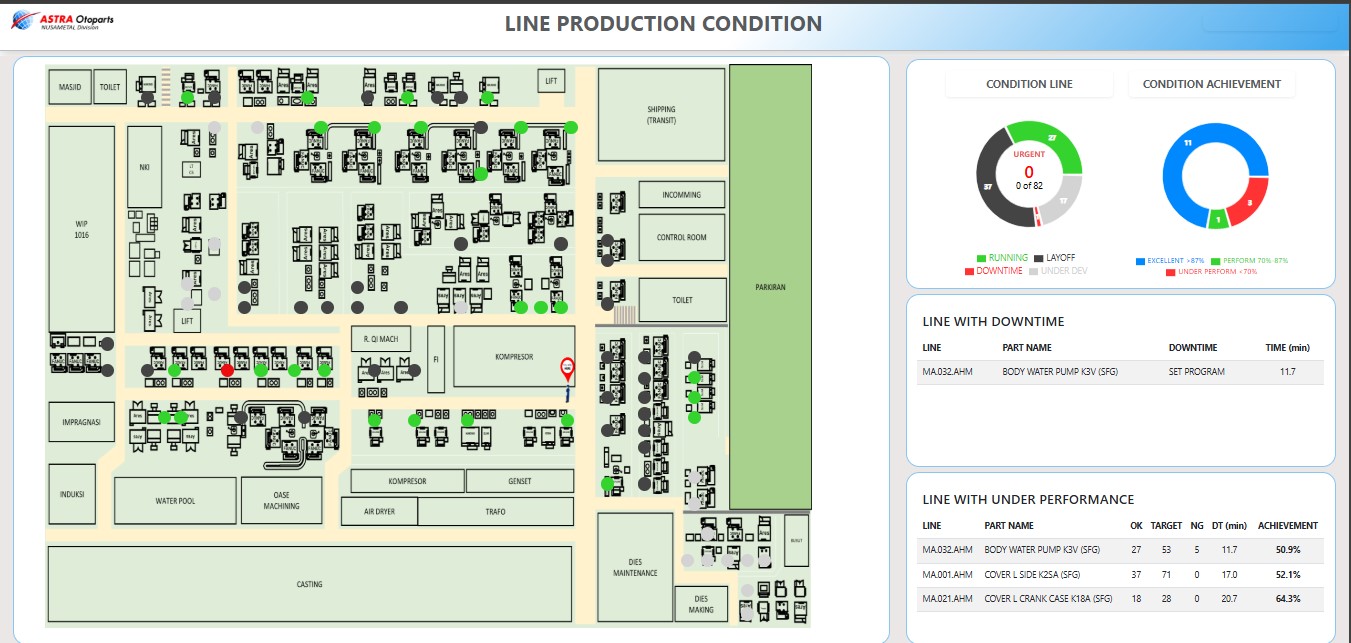 ASTRA Otoparts
NUSAMETAL Division
LINE PRODUCTION CONDITION
MASJID
TOILET
LIFT
SHIPPING
(TRANSIT)
WIP
1016
NKI
INCOMMING
CONTROL ROOM
TOILET
PARKIRAN
LIFT
R. QI MACH
FI
KOMPRESOR
IMPRAGNASI
INDUKSI
WATER POOL
OASE
MACHINING
KOMPRESOR
GENSET
AIR DRYER
TRAFO
CASTING
DIES
MAINTENANCE
DIES
MAKING
CONDITION LINE
CONDITION ACHIEVEMENT
27
37
17
URGENT
0
0 of 82
11
3
1
RUNNING
LAYOFF
DOWNTIME
UNDER DEV
EXCELLENT >87%
PERFORM 70%-87%
UNDER PERFORM <70%
LINE WITH DOWNTIME
LINE PART NAME DOWNTIME TIME (min)
MA.032.AHM BODY WATER PUMP K3V (SFG) SET PROGRAM 11.7
LINE WITH UNDER PERFORMANCE
LINE PART NAME OK TARGET NG DT (min) ACHIEVEMENT
MA.032.AHM BODY WATER PUMP K3V (SFG) 27 53 5 11.7 50.9%
MA.001.AHM COVER L SIDE K2SA (SFG) 37 71 0 17.0 52.1%
MA.021.AHM COVER L CRANK CASE K18A (SFG) 18 28 0 20.7 64.3%